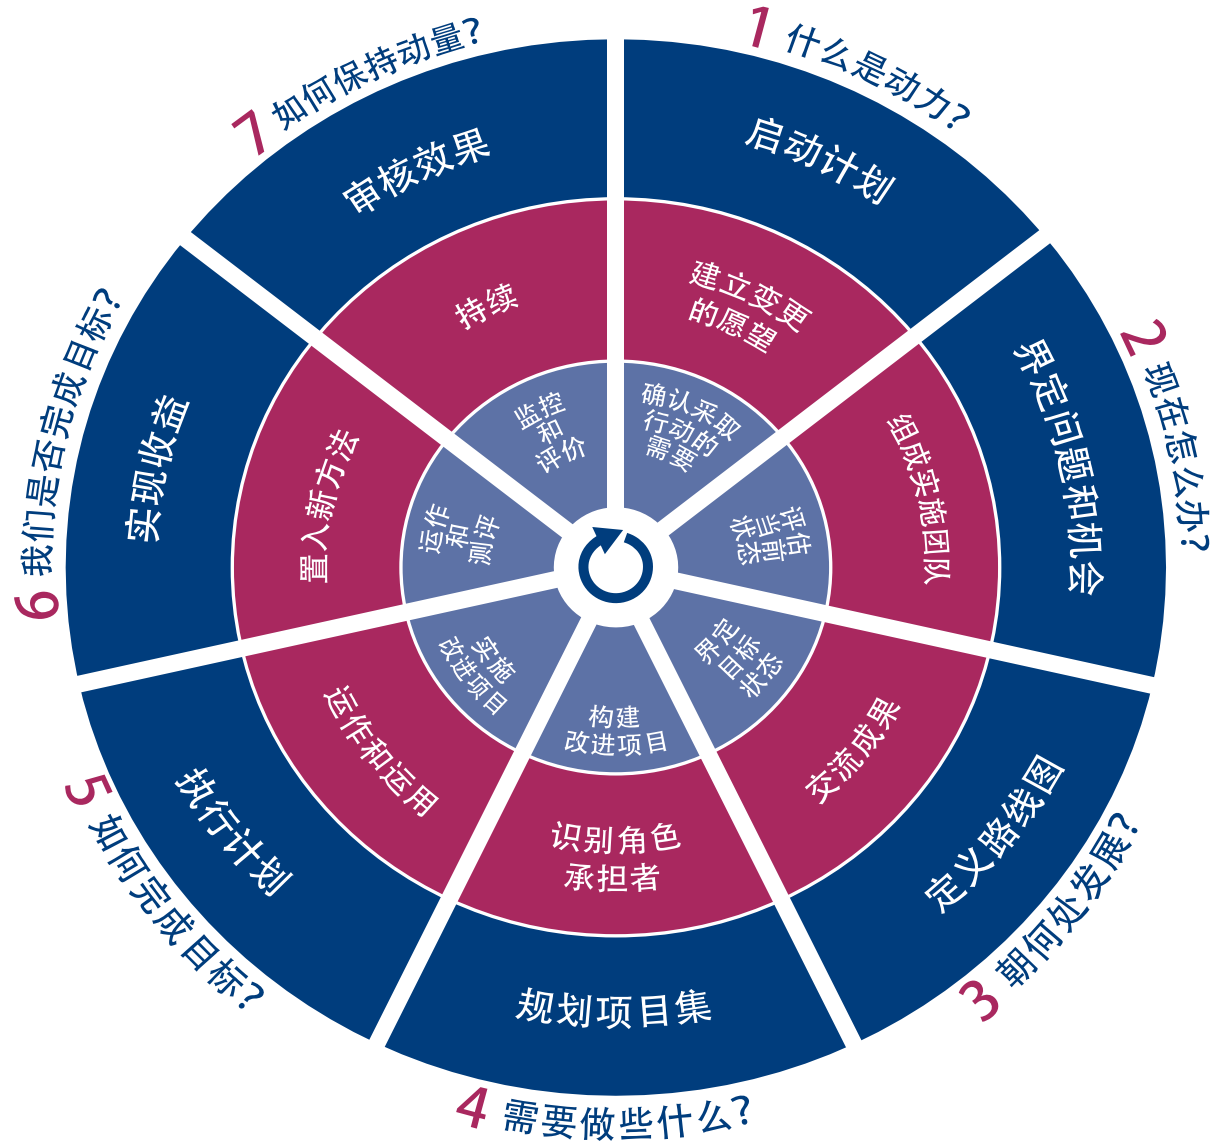 1 什么是动力?
启动计划
建立变更
的愿望
确认采取
行动的
需要
2 现在怎么办?
界定问题和机会
组成实施团队
评估
当前
状态
3 朝何处发展?
定义路线图
交流成果
界定
目标
状态
4 需要做些什么?
规划项目集
识别角色
承担者
构建
改进项目
5 如何完成目标?
执行计划
运作和运用
实施
改进项目
6 我们是否完成目标?
实现收益
置入新方法
运作
和
测评
7 如何保持动量?
审核效果
持续
监控
和
评价